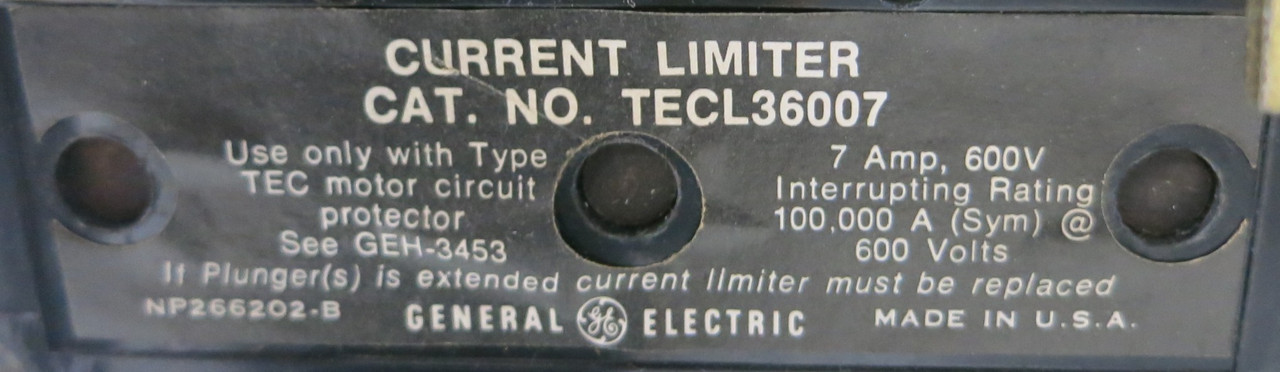 CURRENT LIMITER
CAT. NO. TECL36007
Use only with Type
TEC motor circuit
protector
See GEH-3453
7 Amp, 600V
Interrupting Rating
100,000 A (Sym) @
600 Volts
If Plunger(s) is extended current limiter must be replaced
NP266202-B
GENERAL GE ELECTRIC
MADE IN U.S.A.